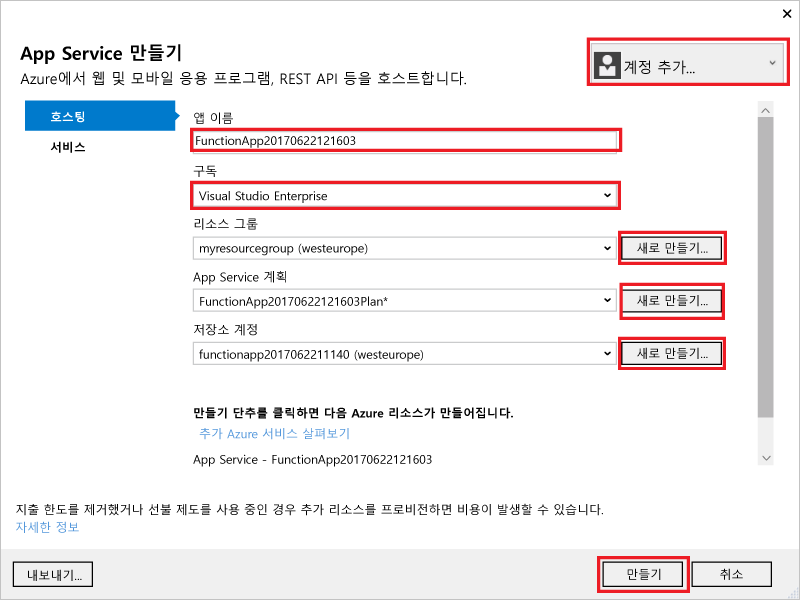 App Service 만들기
Azure에서 웹 및 모바일 응용 프로그램, REST API 등을 호스트합니다.
계정 추가...
호스팅
서비스
앱 이름
FunctionApp20170622121603
구독
Visual Studio Enterprise
리소스 그룹
myresourcegroup (westeurope)
새로 만들기...
App Service 계획
FunctionApp20170622121603Plan*
새로 만들기...
저장소 계정
functionapp2017062211140 (westeurope)
새로 만들기...
만들기 단추를 클릭하면 다음 Azure 리소스가 만들어집니다.
추가 Azure 서비스 살펴보기
App Service - FunctionApp20170622121603
지출 한도를 제거했거나 선불 제도를 사용 중인 경우 추가 리소스를 프로비전하면 비용이 발생할 수 있습니다.
자세한 정보
내보내기...
만들기
취소